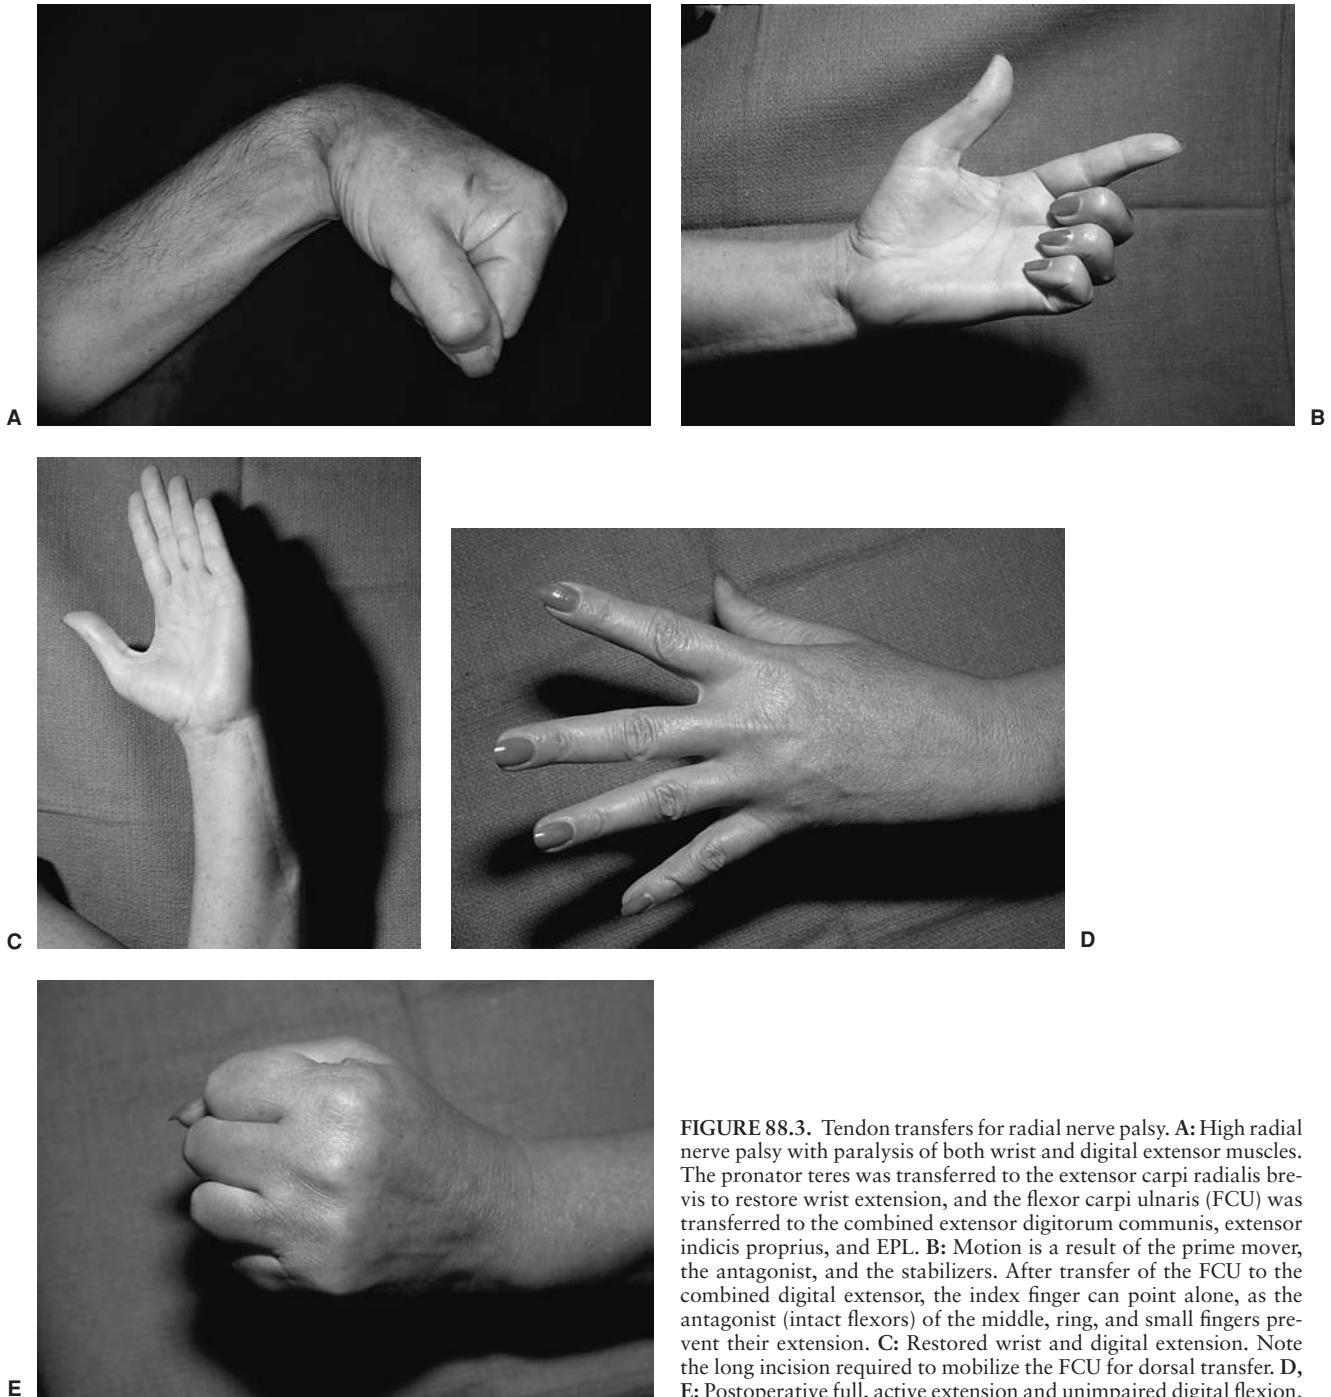 A
B
C
D
E
FIGURE 88.3. Tendon transfers for radial nerve palsy. A: High radial
nerve palsy with paralysis of both wrist and digital extensor muscles.
The pronator teres was transferred to the extensor carpi radialis bre-
vis to restore wrist extension, and the flexor carpi ulnaris (FCU) was
transferred to the combined extensor digitorum communis, extensor
indicis proprius, and EPL. B: Motion is a result of the prime mover,
the antagonist, and the stabilizers. After transfer of the FCU to the
combined digital extensor, the index finger can point alone, as the
antagonist (intact flexors) of the middle, ring, and small fingers pre-
vent their extension. C: Restored wrist and digital extension. Note
the long incision required to mobilize the FCU for dorsal transfer. D,
E: Postoperative full, active extension and unimpaired digital flexion.